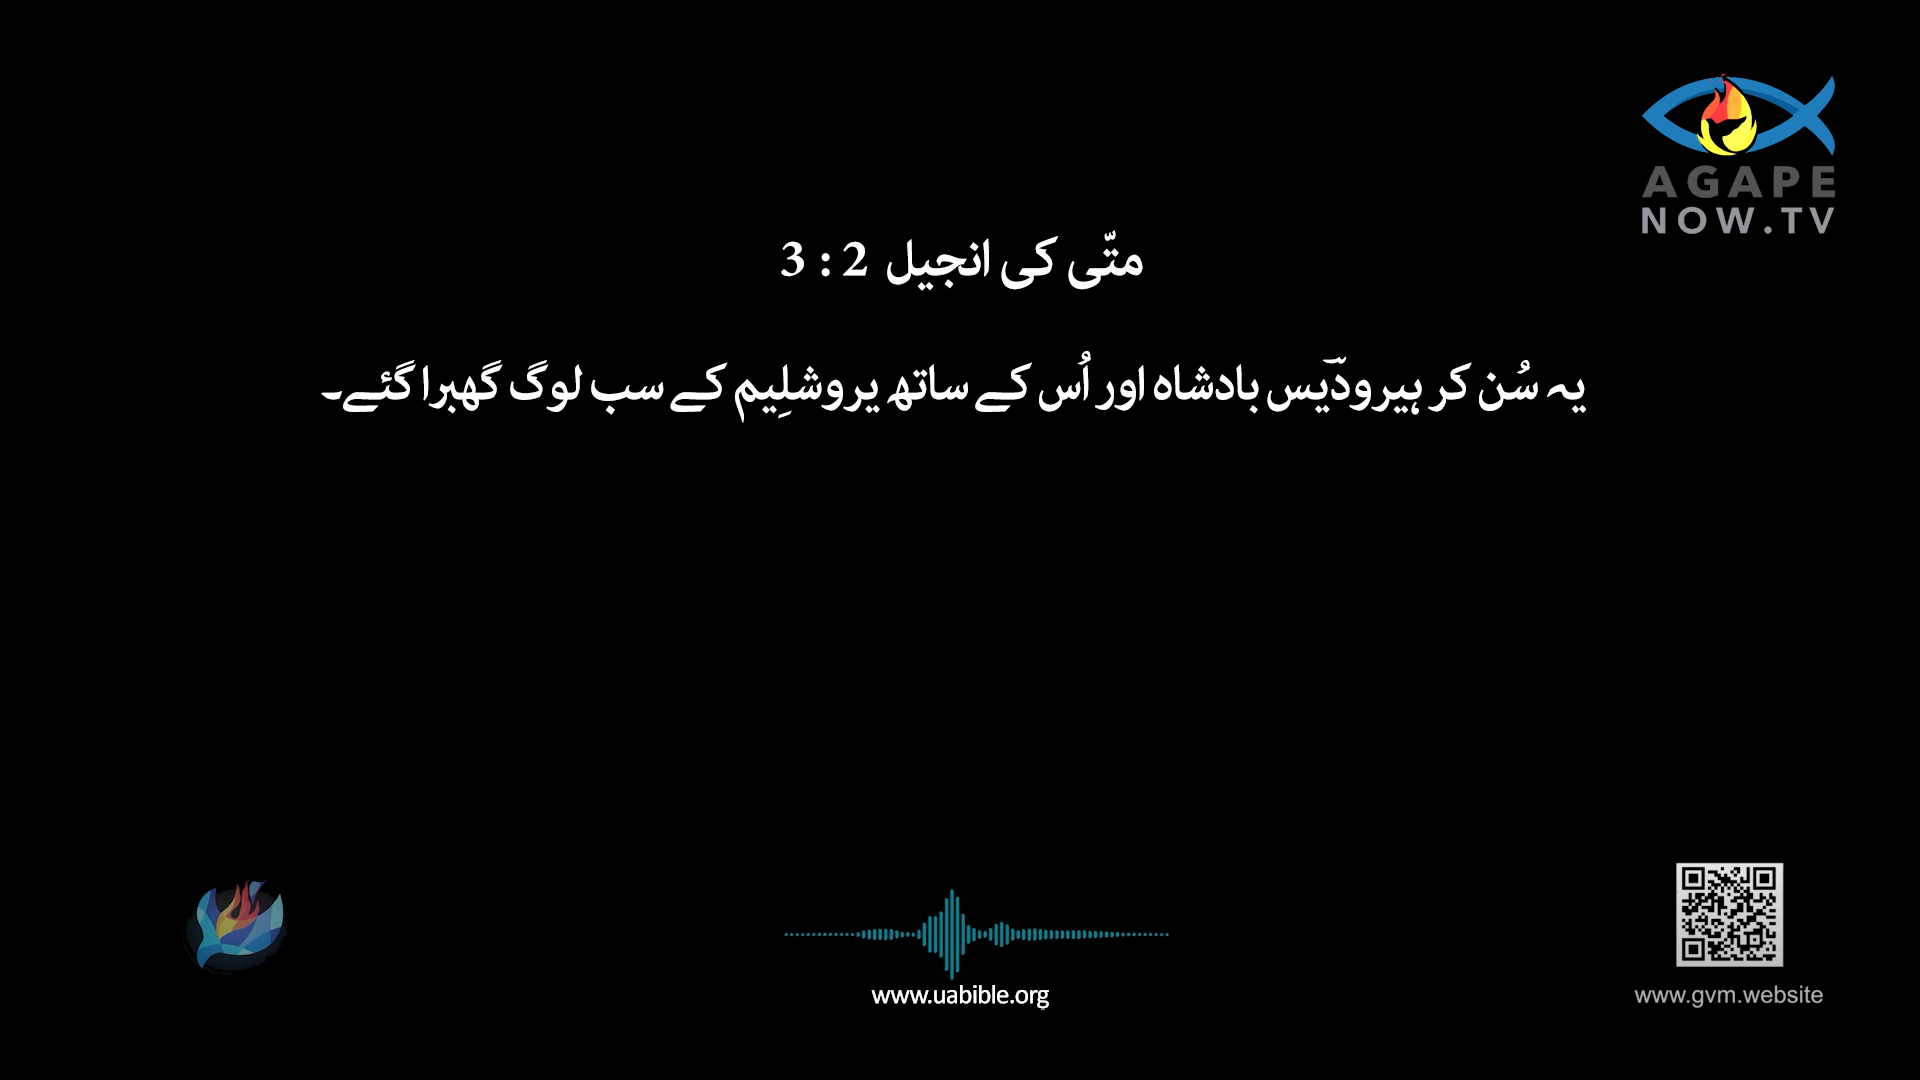 AGAPE
NOW.TV
متّی کی انجیل 2 : 3
یہ سُن کر ہیرودؔیس بادشاہ اور اُس کے ساتھ یروشلِیم کے سب لوگ گھبرا گئے۔
www.uabible.org
www.gvm.website